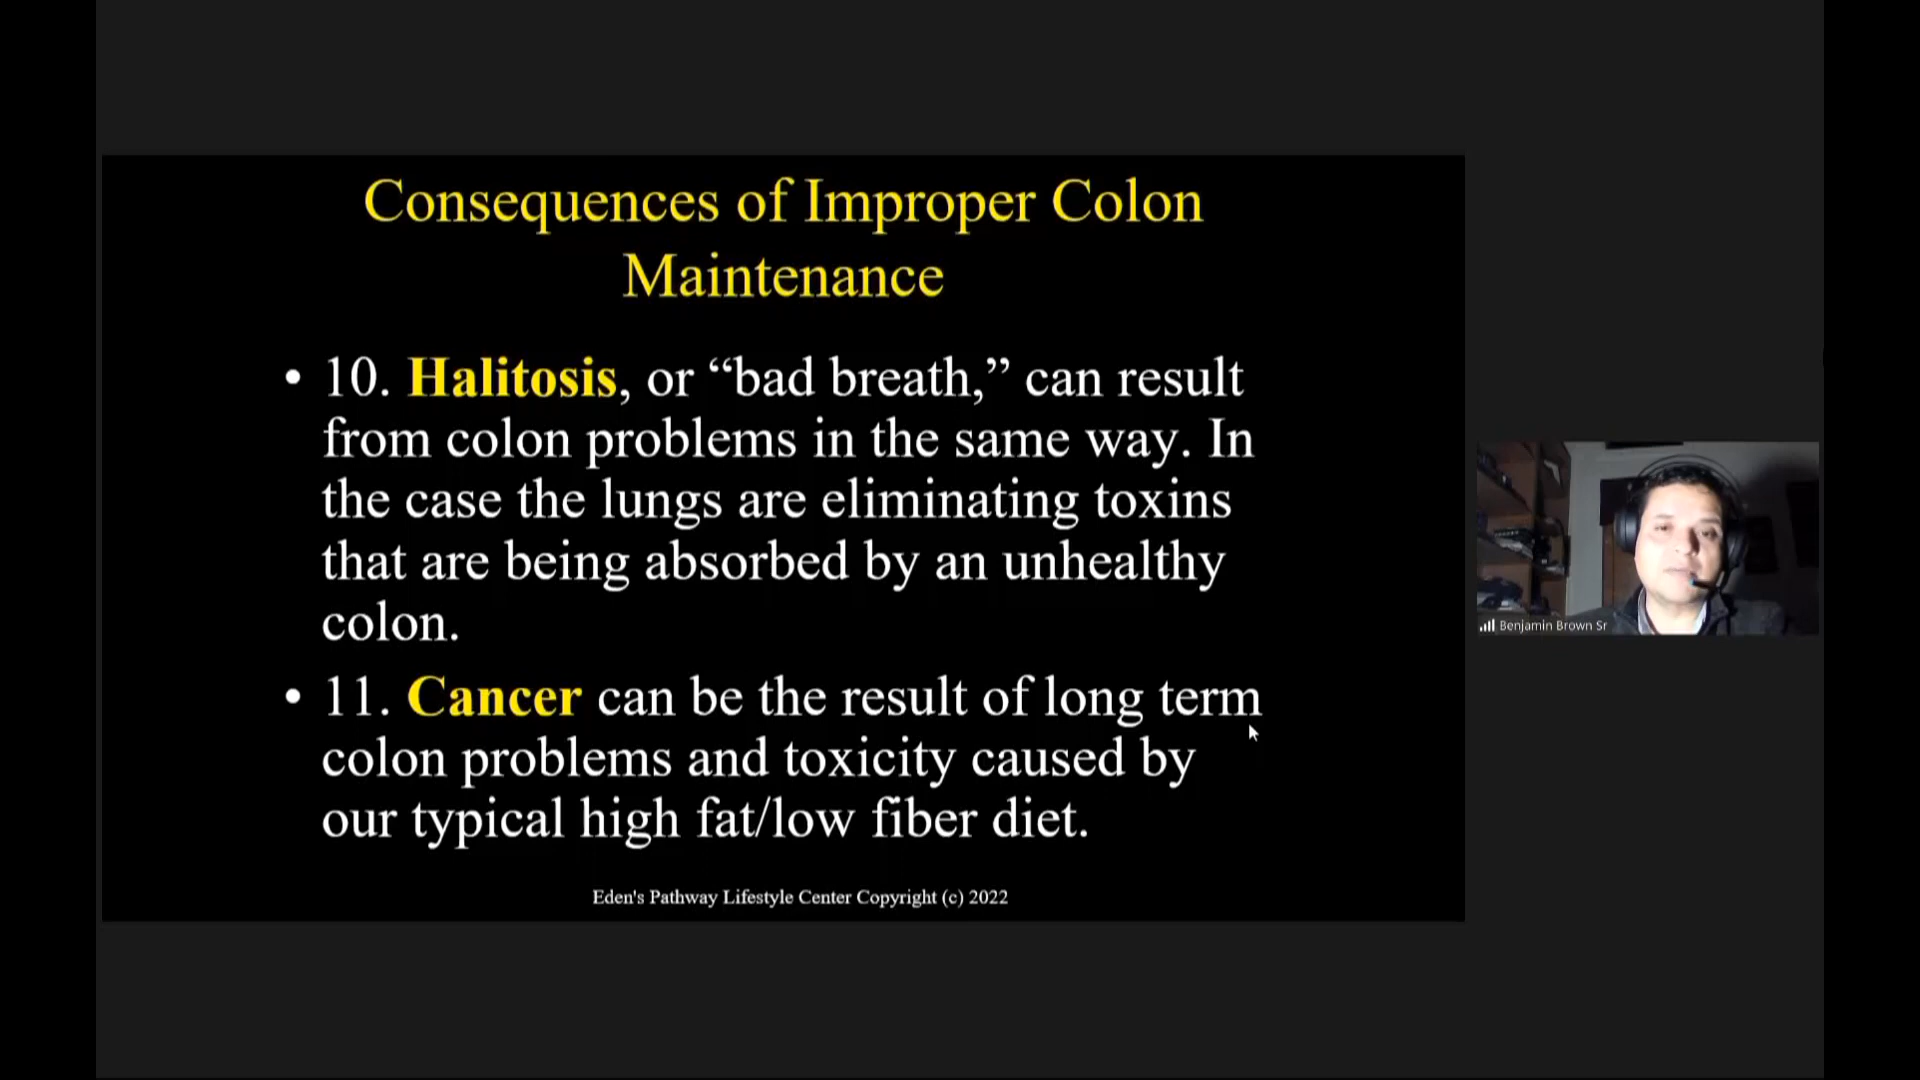 Consequences of Improper Colon
Maintenance
• 10. Halitosis, or “bad breath,” can result
from colon problems in the same way. In
the case the lungs are eliminating toxins
that are being absorbed by an unhealthy
colon.
• 11. Cancer can be the result of long term
colon problems and toxicity caused by
our typical high fat/low fiber diet.
Eden's Pathway Lifestyle Center Copyright (c) 2022
Benjamin Brown Sr